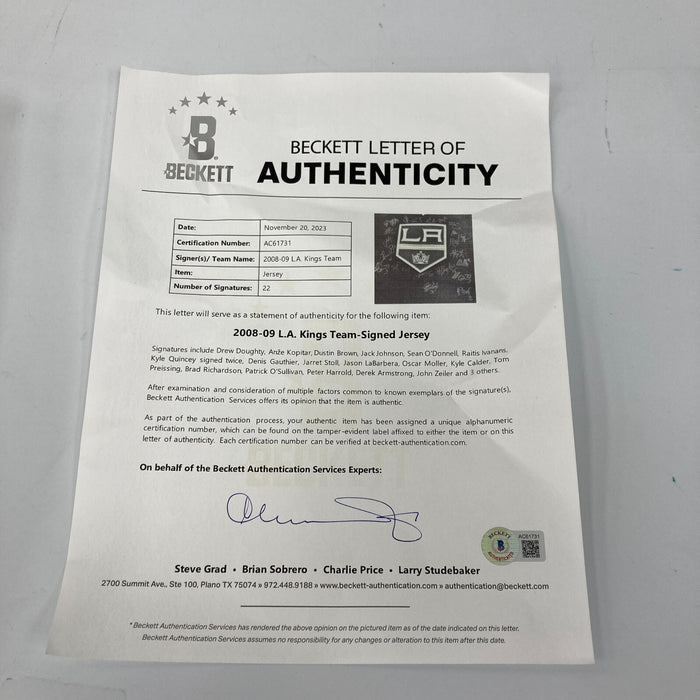 B
BECKETT
BECKETT LETTER OF
AUTHENTICITY
Date: November 20, 2023
Certification Number: AC61731
Signer(s)/ Team Name: 2008-09 L.A. Kings Team
Item: Jersey
Number of Signatures: 22
LA
This letter will serve as a statement of authenticity for the following item:
2008-09 L.A. Kings Team-Signed Jersey
Signatures include Drew Doughty, Anže Kopitar, Dustin Brown, Jack Johnson, Sean O'Donnell, Raitis Ivanans,
Kyle Quincey signed twice, Denis Gauthier, Jarret Stoll, Jason LaBarbera, Oscar Moller, Kyle Calder, Tom
Preissing, Brad Richardson, Patrick O'Sullivan, Peter Harrold, Derek Armstrong, John Zeiler and 3 others.
After examination and consideration of multiple factors common to known exemplars of the signature(s),
Beckett Authentication Services offers its opinion that the item is authentic.
As part of the authentication process, your authentic item has been assigned a unique alphanumeric
certification number, which can be found on the tamper-evident label affixed to either the item or on this
letter of authenticity. Each certification number can be verified at beckett-authentication.com.
On behalf of the Beckett Authentication Services Experts:
BECKETT
B
AUTHENTICATED
AC61731
Steve Grad • Brian Sobrero • Charlie Price • Larry Studebaker
2700 Summit Ave., Ste 100, Plano TX 75074 » 972.448.9188 » www.beckett-authentication.com » authentication@beckett.com
* Beckett Authentication Services has rendered the above opinion on the pictured item as of the date indicated on this letter.
Beckett Authentication Services assumes no responsibility for any changes or alteration to this item after this date.